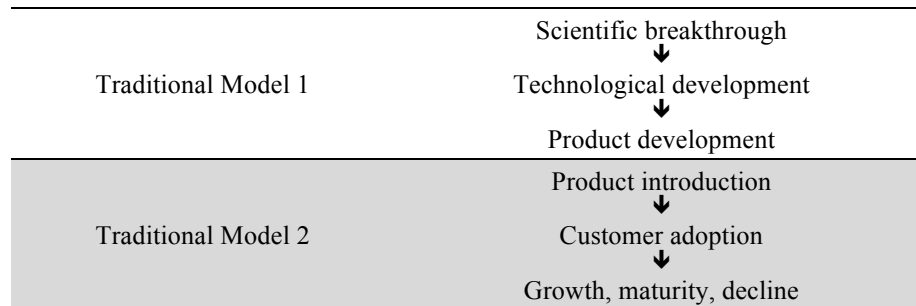 Scientific breakthrough
🡻
Traditional Model 1
Technological development
🡻
Product development
Product introduction
🡻
Traditional Model 2
Customer adoption
🡻
Growth, maturity, decline